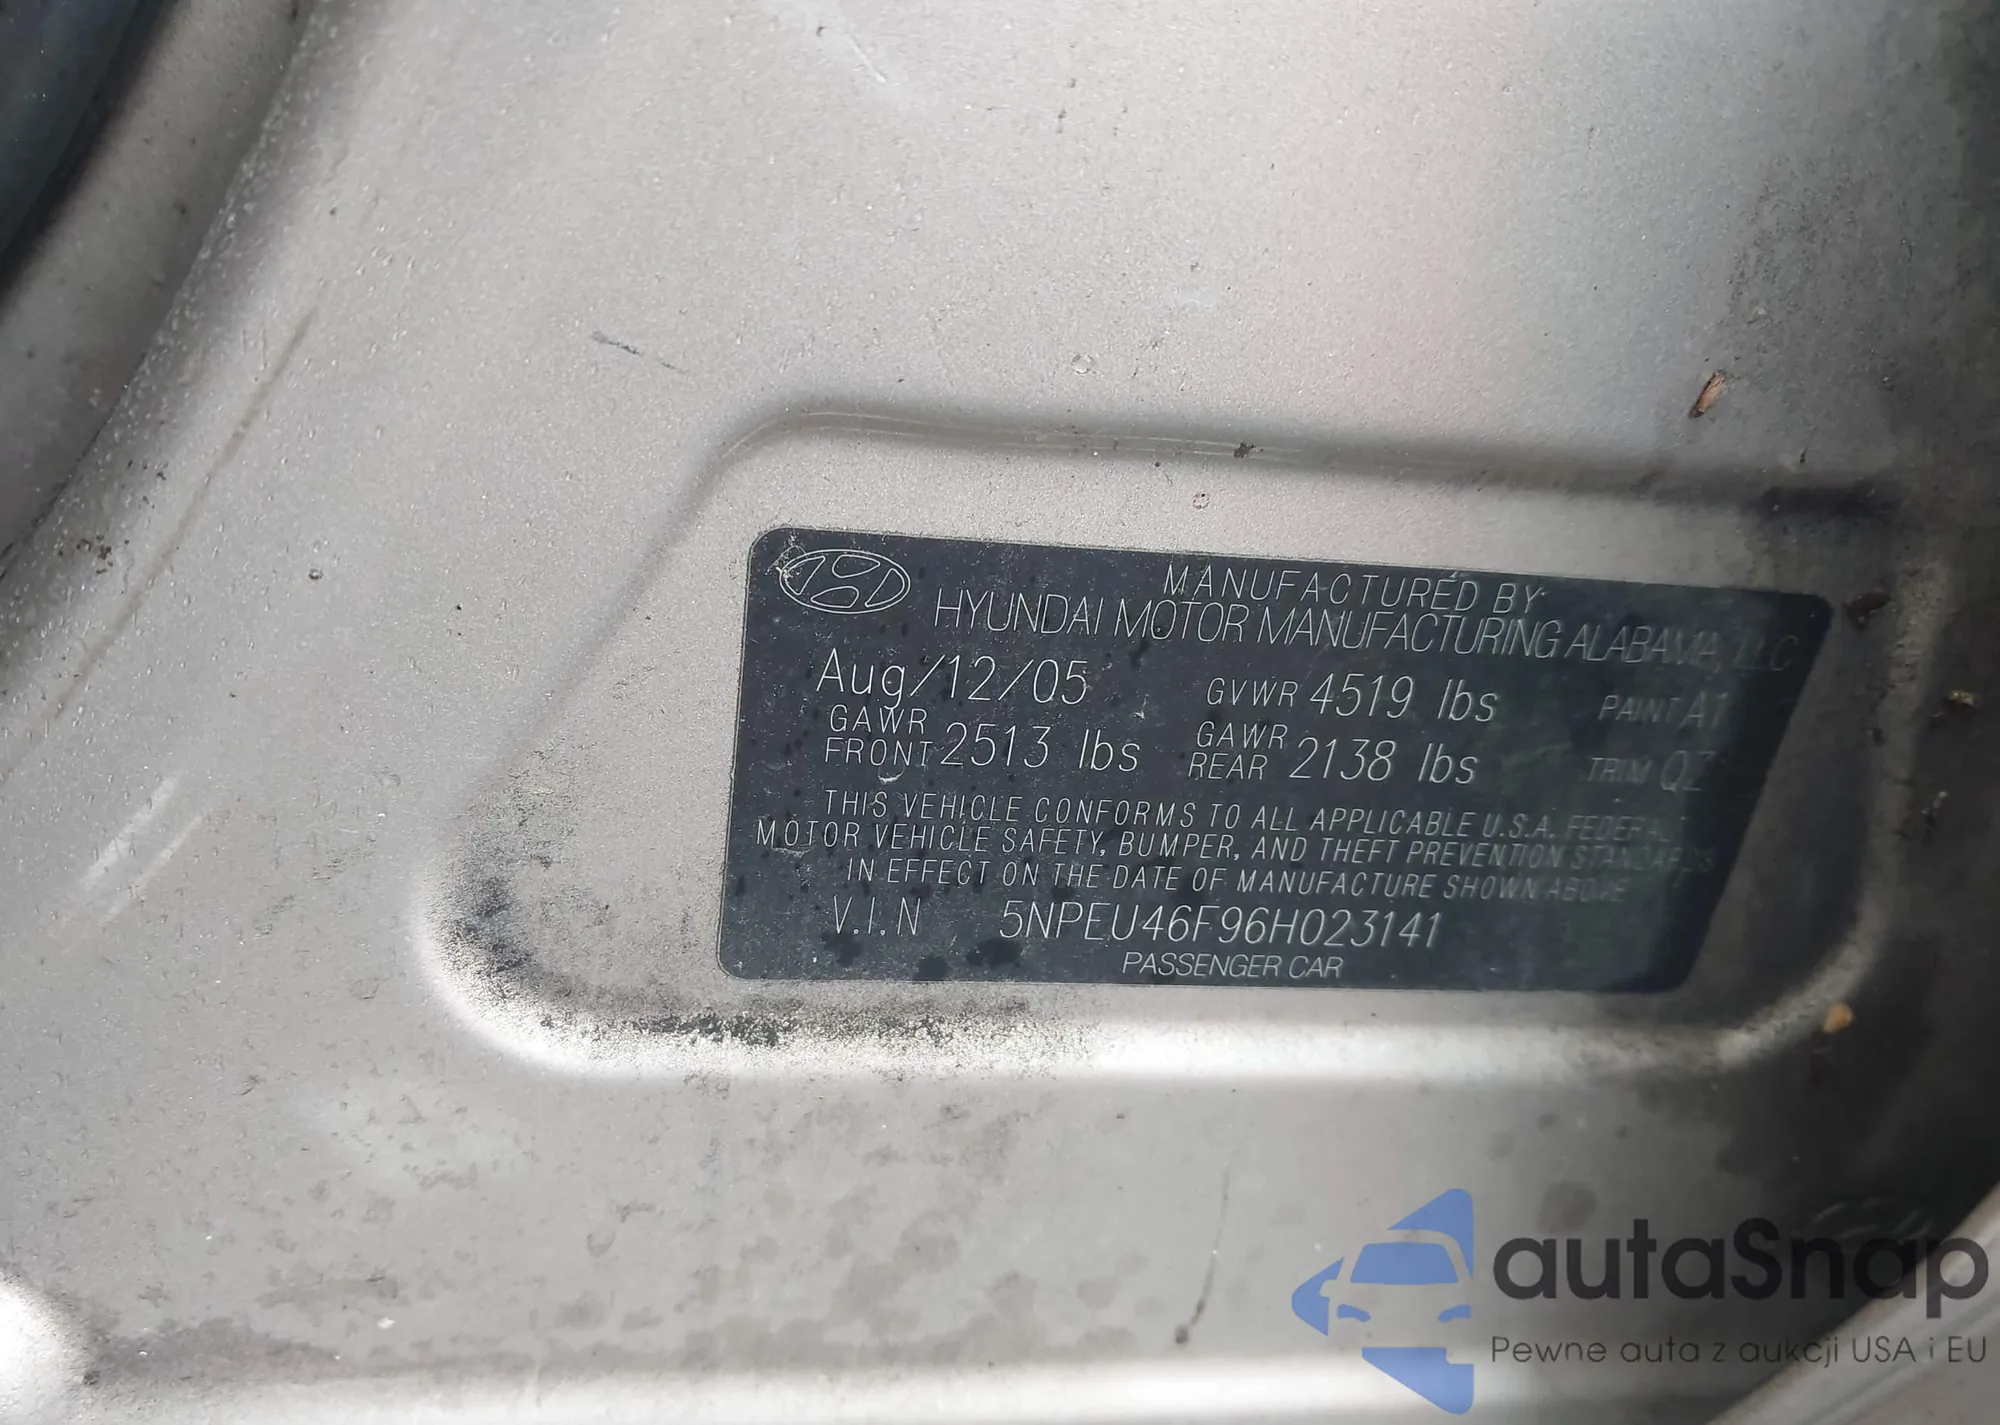 MANUFACTURED BY
HYUNDAI MOTOR MANUFACTURING ALABAMA, LLC
Aug/12/05 GVWR 4519 lbs PAINT A1
GAWR FRONT 2513 lbs GAWR REAR 2138 lbs TRIM QZ
THIS VEHICLE CONFORMS TO ALL APPLICABLE U.S.A. FEDERAL
MOTOR VEHICLE SAFETY, BUMPER, AND THEFT PREVENTION STANDARDS
IN EFFECT ON THE DATE OF MANUFACTURE SHOWN ABOVE
V.I.N 5NPEU46F96H023141
PASSENGER CAR
autaSnap
Pewne auta z aukcji USA i EU